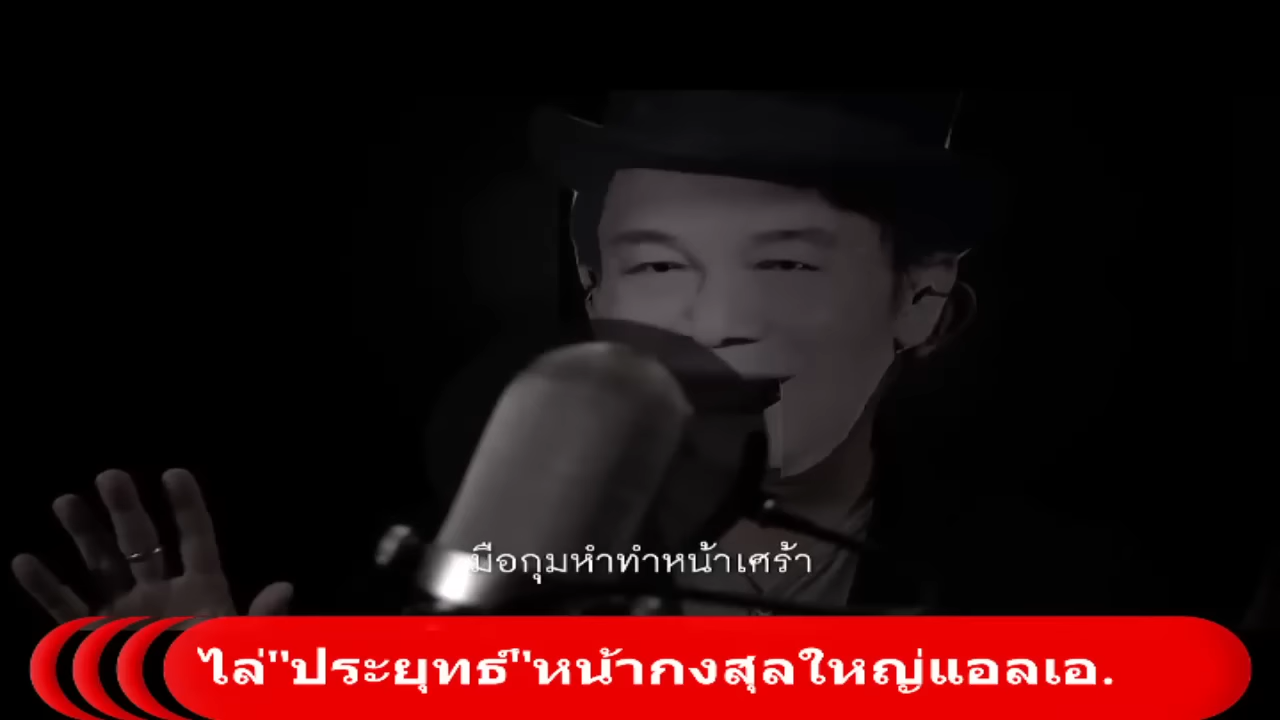 มือกุมหำทำหน้าเศร้า
ไล่"ประยุทธ์"หน้ากงสุลใหญ่แอลเอ.